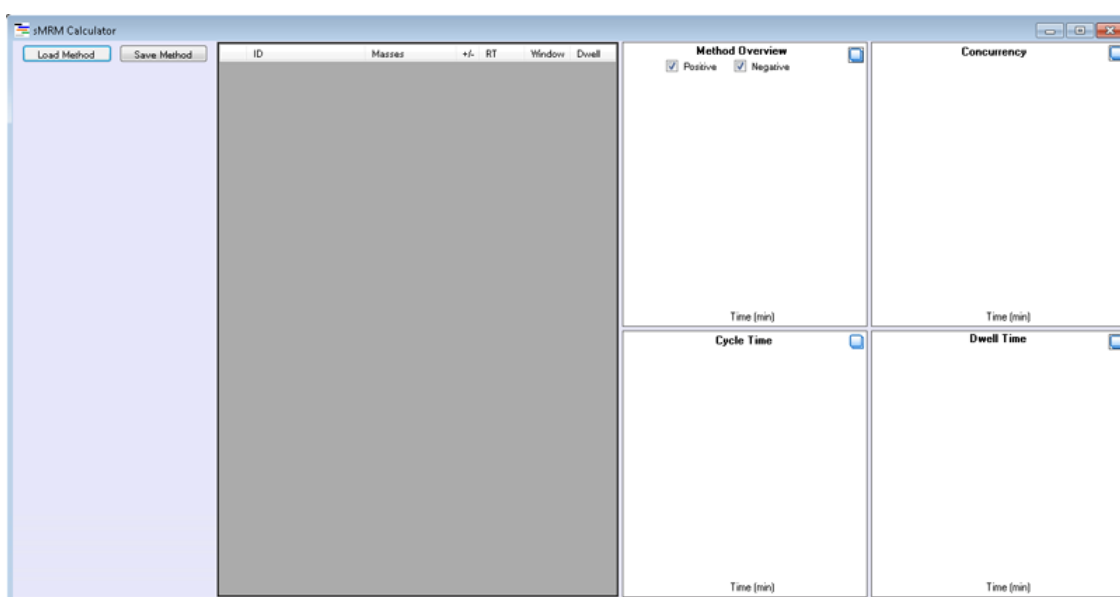 sMRM Calculator
Load Method Save Method
ID Masses +/- RT Window Dwell
Method Overview
Positive Negative
Time (min)
Concurrency
Time (min)
Cycle Time
Time (min)
Dwell Time
Time (min)